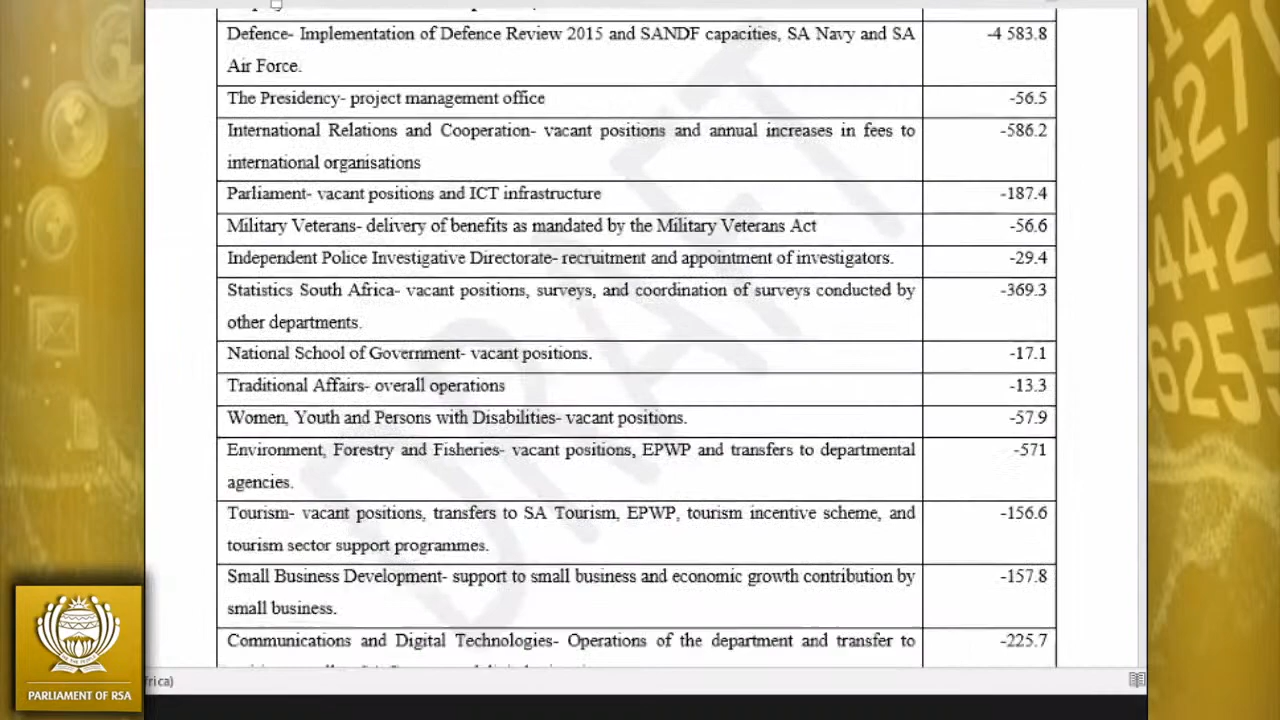 Defence- Implementation of Defence Review 2015 and SANDF capacities, SA Navy and SA
Air Force.
-4 583.8
The Presidency- project management office
-56.5
International Relations and Cooperation- vacant positions and annual increases in fees to
international organisations
-586.2
Parliament- vacant positions and ICT infrastructure
-187.4
Military Veterans- delivery of benefits as mandated by the Military Veterans Act
-56.6
Independent Police Investigative Directorate- recruitment and appointment of investigators.
-29.4
Statistics South Africa- vacant positions, surveys, and coordination of surveys conducted by
other departments.
-369.3
National School of Government- vacant positions.
-17.1
Traditional Affairs- overall operations
-13.3
Women, Youth and Persons with Disabilities- vacant positions.
-57.9
Environment, Forestry and Fisheries- vacant positions, EPWP and transfers to departmental
agencies.
-571
Tourism- vacant positions, transfers to SA Tourism, EPWP, tourism incentive scheme, and
tourism sector support programmes.
-156.6
Small Business Development- support to small business and economic growth contribution by
small business.
-157.8
Communications and Digital Technologies- Operations of the department and transfer to
-225.7
DRAFT
frica)
PARLIAMENT OF RSA
427
442
6255